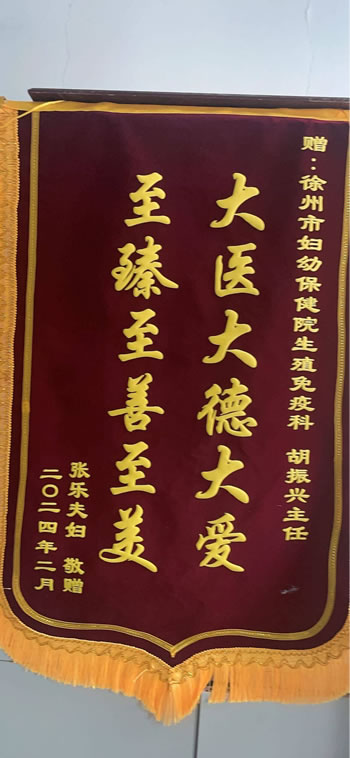 赠：徐州市妇幼保健院生殖免疫科 胡振兴主任
大医大德大爱
至臻至善至美
张乐夫妇 敬赠
二〇二四年二月